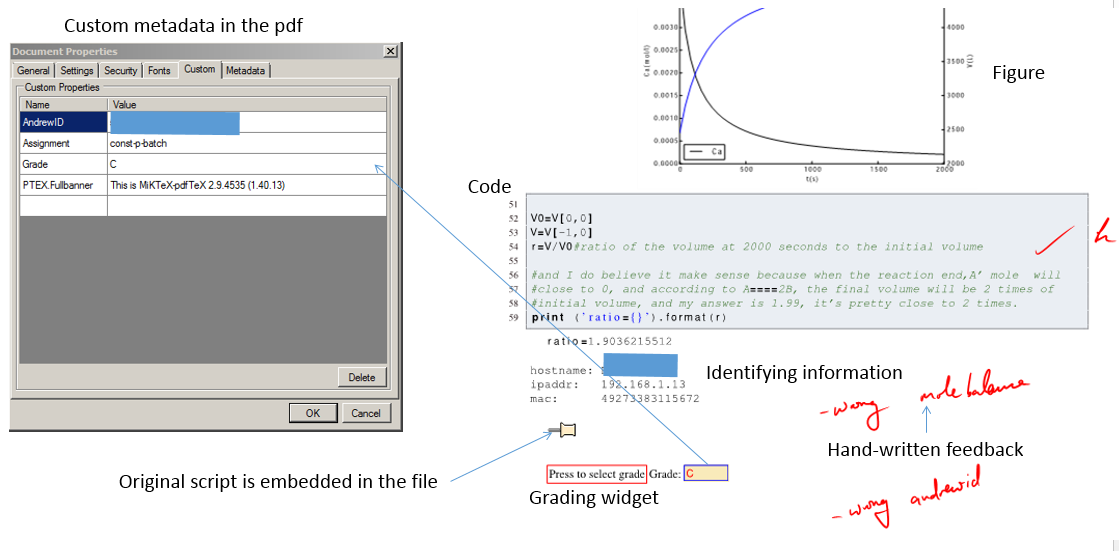 Custom metadata in the pdf
Document Properties
General Settings Security Fonts Custom Metadata
Custom Properties
Name Value
AndrewID
Assignment const-p-batch
Grade C
PTEX.Fullbanner This is MiKTeX-pdfTeX 2.9.4535 (1.40.13)
Delete
OK Cancel
Original script is embedded in the file
0.0030
0.0025
0.0020
0.0015
0.0010
0.0005
0.0000
Ca(mol/l)
Ca
0 500 1000 1500 2000
t(s)
4000
3500
3000
2500
2000
V(L)
Figure
Code
51
52 V0=V[0,0]
53 V=V[-1,0]
54 r=V/V0#ratio of the volume at 2000 seconds to the initial volume
55
56 #and I do believe it make sense because when the reaction end,A' mole will
57 #close to 0, and according to A====2B, the final volume will be 2 times of
58 #initial volume, and my answer is 1.99, it's pretty close to 2 times.
59 print ('ratio={}').format(r)
ratio=1.9036215512
hostname:
ipaddr: 192.168.1.13
mac: 49273383115672
Identifying information
-wrong mole balance
Hand-written feedback
Press to select grade Grade: C
Grading widget
-wrong andrewid